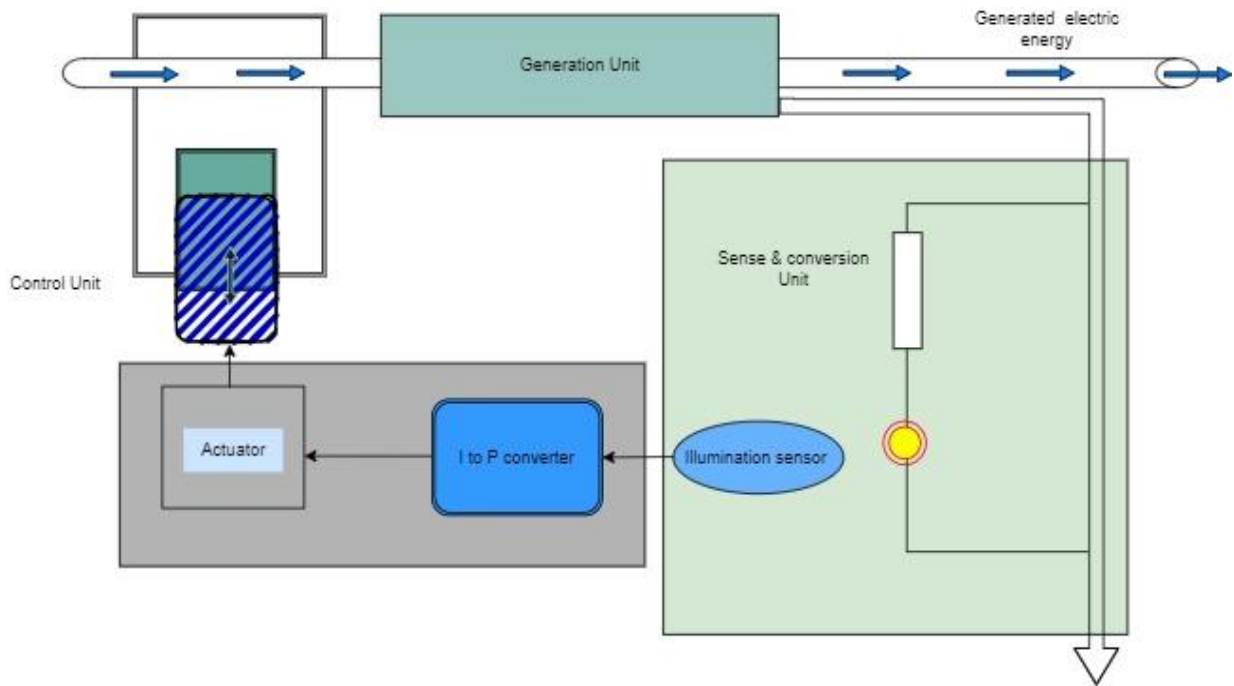 Generated electric
energy
Generation Unit
Sense & conversion
Unit
Control Unit
Actuator
I to P converter
Illumination sensor